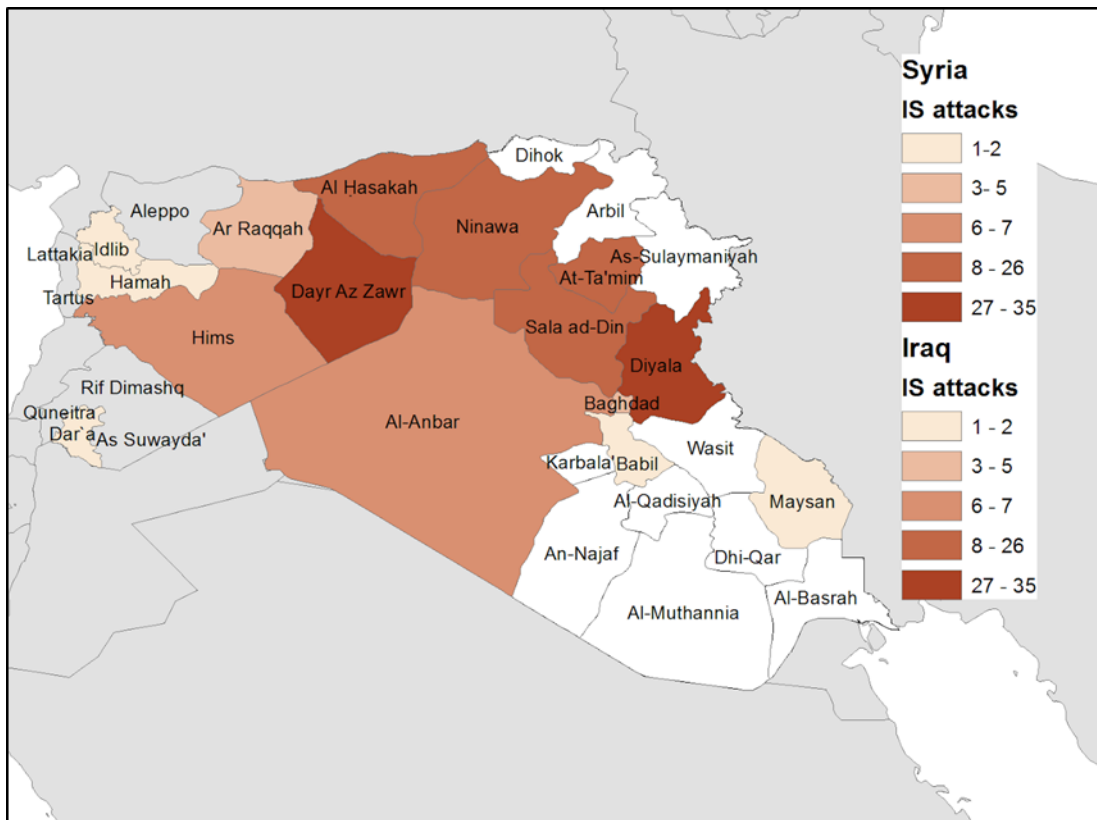 Syria
IS attacks
1-2
3- 5
6 - 7
8 - 26
27 - 35
Iraq
IS attacks
1 - 2
3 - 5
6 - 7
8 - 26
27 - 35
Dihok
Al Ḥasakah
Aleppo
Arbil
Ar Raqqah
Ninawa
Lattakia
Idlib
As-Sulaymaniyah
At-Ta'mim
Hamah
Dayr Az Zawr
Tartus
Sala ad-Din
Hims
Diyala
Rif Dimashq
Baghdad
Quneitra
Al-Anbar
Dar`a
As Suwayda'
Wasit
Karbala'
Babil
Al-Qadisiyah
Maysan
An-Najaf
Dhi-Qar
Al-Basrah
Al-Muthannia